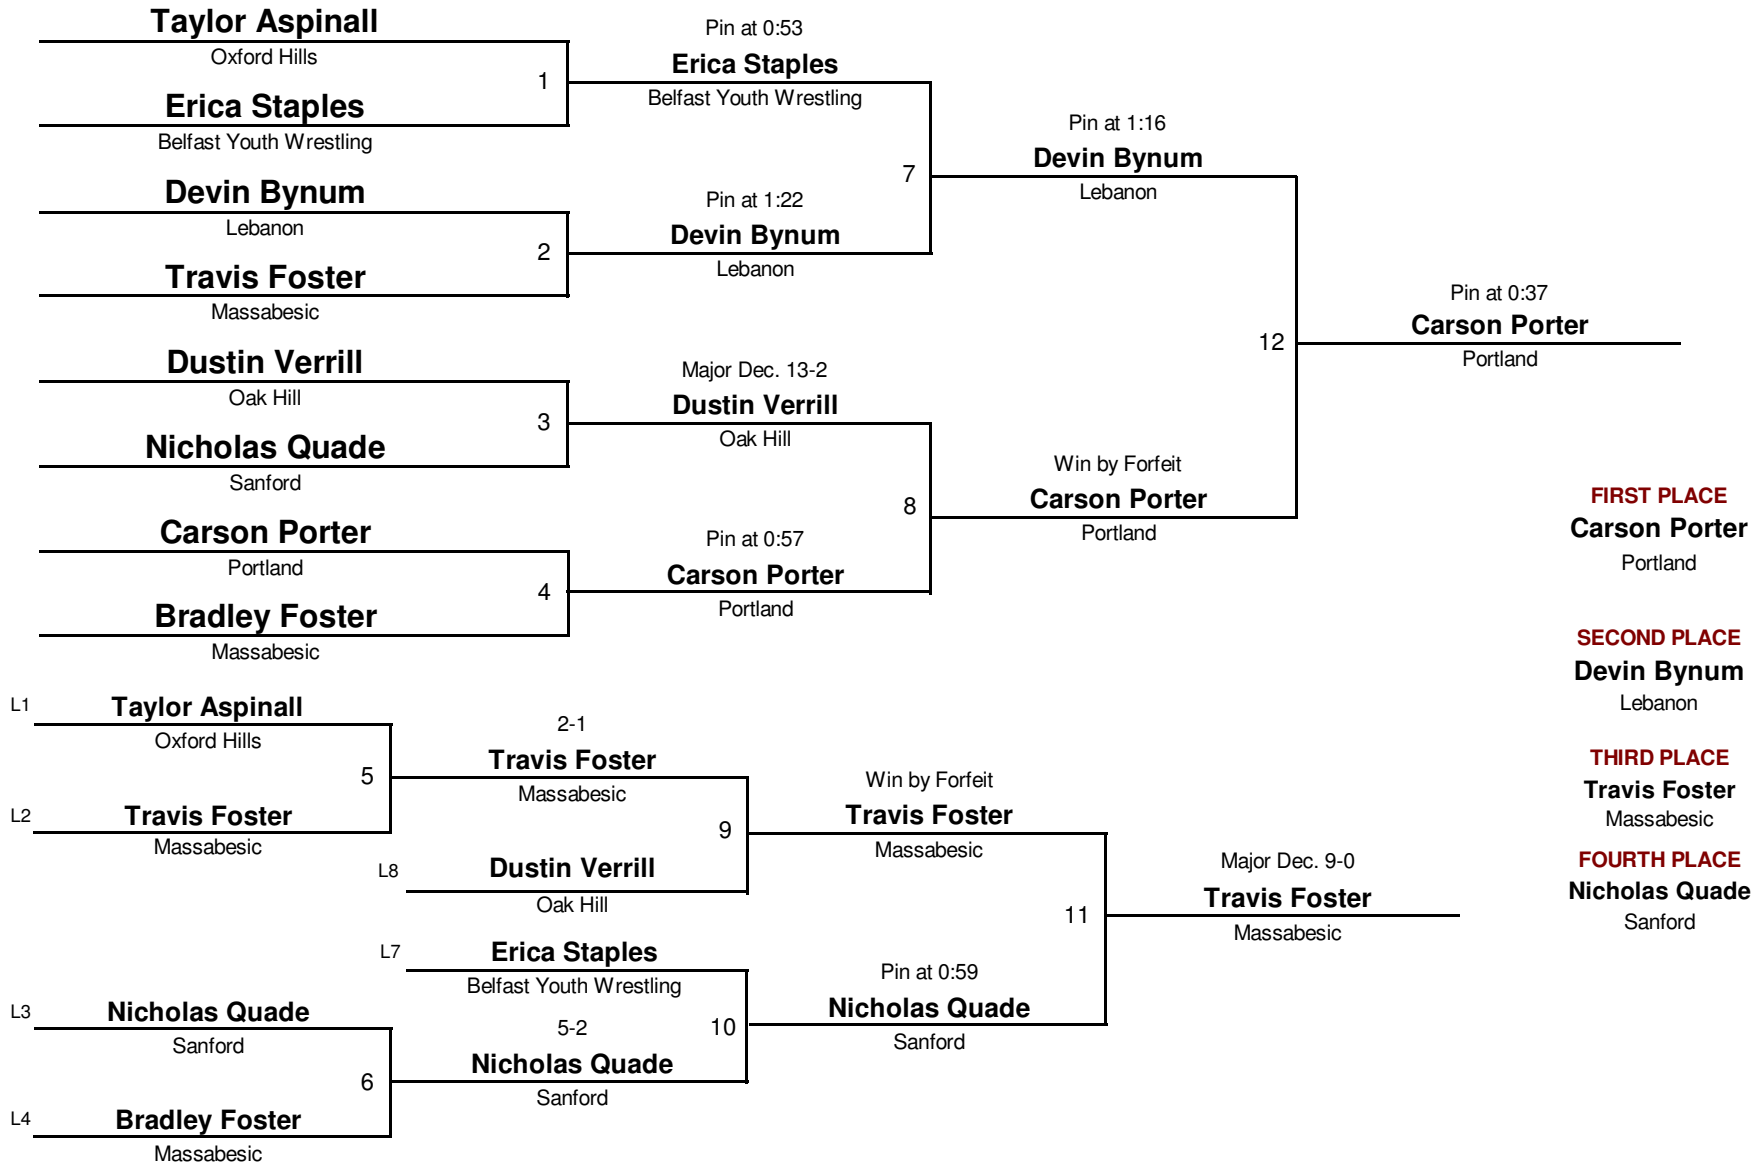 Taylor Aspinall
Oxford Hills
1
Erica Staples
Belfast Youth Wrestling
Pin at 0:53
Erica Staples
Belfast Youth Wrestling
Devin Bynum
Lebanon
2
Travis Foster
Massabesic
Pin at 1:22
Devin Bynum
Lebanon
7
Pin at 1:16
Devin Bynum
Lebanon
Dustin Verrill
Oak Hill
3
Nicholas Quade
Sanford
Major Dec. 13-2
Dustin Verrill
Oak Hill
Carson Porter
Portland
4
Bradley Foster
Massabesic
Pin at 0:57
Carson Porter
Portland
8
Win by Forfeit
Carson Porter
Portland
12
Pin at 0:37
Carson Porter
Portland
FIRST PLACE
Carson Porter
Portland
SECOND PLACE
Devin Bynum
Lebanon
THIRD PLACE
Travis Foster
Massabesic
FOURTH PLACE
Nicholas Quade
Sanford
L1
Taylor Aspinall
Oxford Hills
5
L2
Travis Foster
Massabesic
2-1
Travis Foster
Massabesic
9
L8
Dustin Verrill
Oak Hill
Win by Forfeit
Travis Foster
Massabesic
L7
Erica Staples
Belfast Youth Wrestling
L3
Nicholas Quade
Sanford
6
L4
Bradley Foster
Massabesic
5-2
Nicholas Quade
Sanford
10
Pin at 0:59
Nicholas Quade
Sanford
11
Major Dec. 9-0
Travis Foster
Massabesic